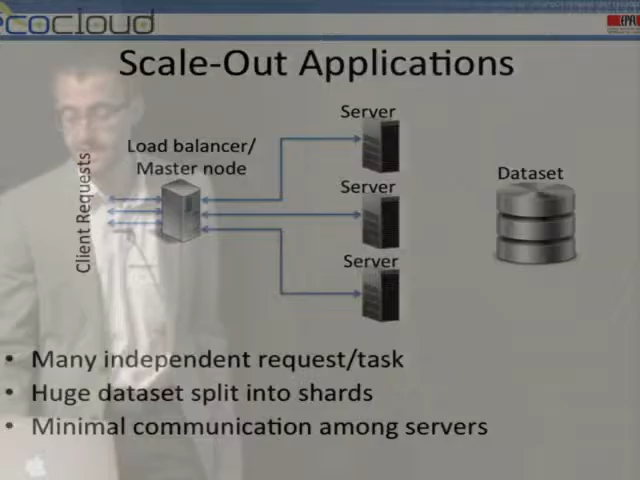 ecocloud
EPFL
Scale-Out Applications
Server
Load balancer/
Master node
Server
Dataset
Client Requests
Server
• Many independent request/task
• Huge dataset split into shards
• Minimal communication among servers